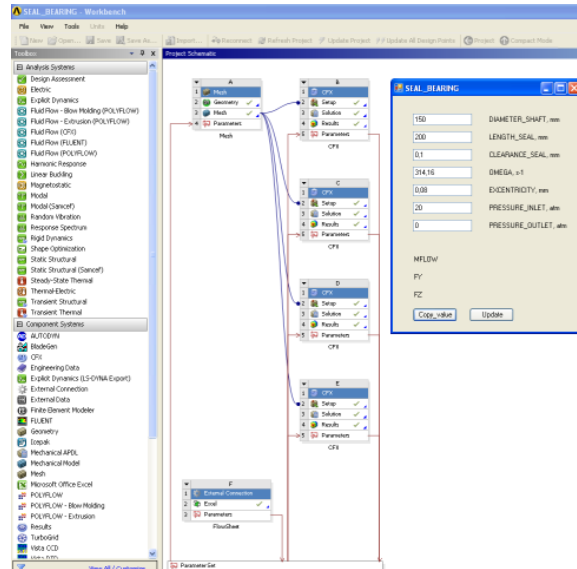 SEAL_BEARING - Workbench
File View Tools Units Help
New Open... Save Save As... Import... Reconnect Refresh Project Update Project Update All Design Points Project Compact Mode
Toolbox
Project Schematic
Analysis Systems
Design Assessment
Electric
Explicit Dynamics
Fluid Flow - Blow Molding (POLYFLOW)
Fluid Flow - Extrusion (POLYFLOW)
Fluid Flow (CFX)
Fluid Flow (FLUENT)
Fluid Flow (POLYFLOW)
Harmonic Response
Linear Buckling
Magnetostatic
Modal
Modal (Samcef)
Random Vibration
Response Spectrum
Rigid Dynamics
Shape Optimization
Static Structural
Static Structural (Samcef)
Steady-State Thermal
Thermal-Electric
Transient Structural
Transient Thermal
Component Systems
AUTODYN
BladeGen
CFX
Engineering Data
Explicit Dynamics (LS-DYNA Export)
External Connection
External Data
Finite Element Modeler
FLUENT
Geometry
Icepak
Mechanical APDL
Mechanical Model
Mesh
Microsoft Office Excel
POLYFLOW
POLYFLOW - Blow Molding
POLYFLOW - Extrusion
Results
TurboGrid
Vista CCD
View All / Customize...
A
1 Mesh
2 Geometry
3 Mesh
4 Parameters
Mesh
B
1 CFX
2 Setup
3 Solution
4 Results
5 Parameters
CFX
C
1 CFX
2 Setup
3 Solution
4 Results
5 Parameters
CFX
D
1 CFX
2 Setup
3 Solution
4 Results
5 Parameters
CFX
E
1 CFX
2 Setup
3 Solution
4 Results
5 Parameters
CFX
F
1 External Connection
2 Excel
3 Parameters
FlowSheet
Parameter Set
SEAL_BEARING
150 DIAMETER_SHAFT, mm
200 LENGTH_SEAL, mm
0,1 CLEARANCE_SEAL, mm
314,16 OMEGA, s-1
0,08 EXCENTRICITY, mm
20 PRESSURE_INLET, atm
0 PRESSURE_OUTLET, atm
MFLOW
FY
FZ
Copy_value Update